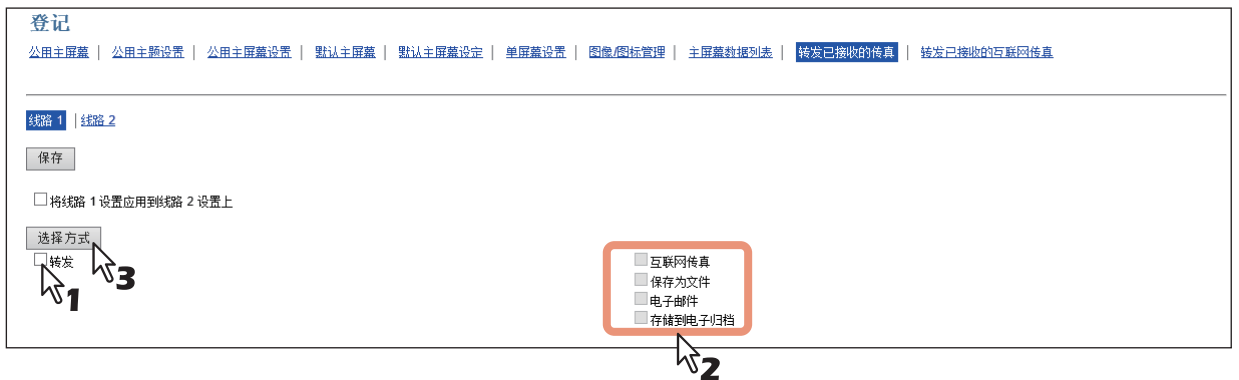 登记
公用主屏幕 | 公用主题设置 | 公用主屏幕设置 | 默认主屏幕 | 默认主屏幕设定 | 单屏幕设置 | 图像/图标管理 | 主屏幕数据列表 | 转发已接收的传真 | 转发已接收的互联网传真
线路 1 | 线路 2
保存
将线路 1 设置应用到线路 2 设置上
选择方式
3
转发
1
互联网传真
保存为文件
电子邮件
存储到电子归档
2